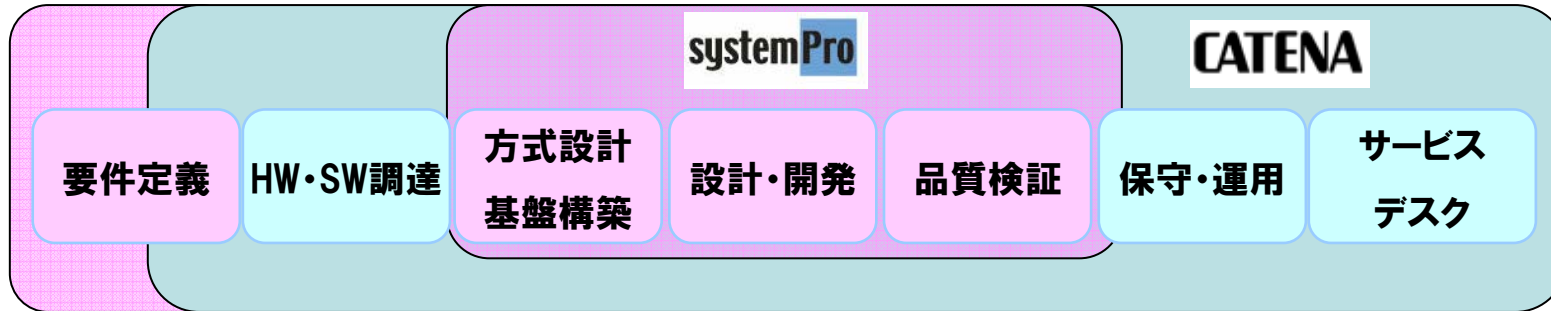 systemPro
CATENA
要件定義
HW・SW調達
方式設計
基盤構築
設計・開発
品質検証
保守・運用
サービス
デスク